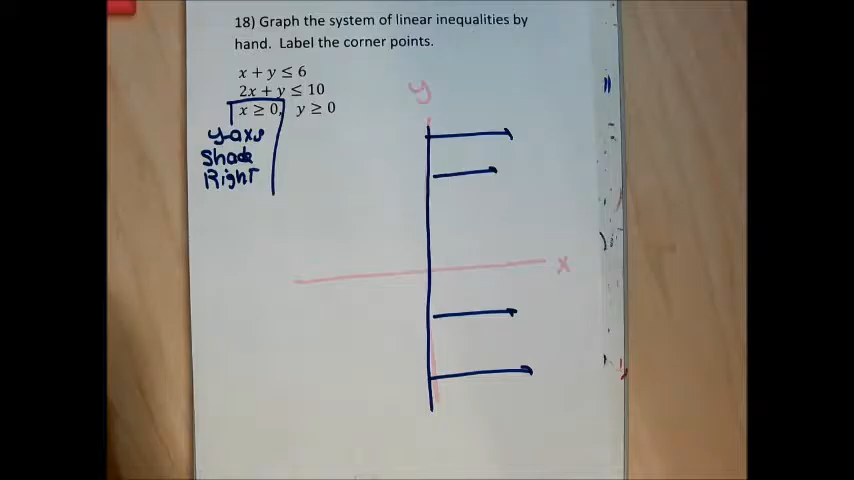 18) Graph the system of linear inequalities by
hand. Label the corner points.
x + y ≤ 6
2x + y ≤ 10
x ≥ 0, y ≥ 0
y-axis
Shade
Right
y
x